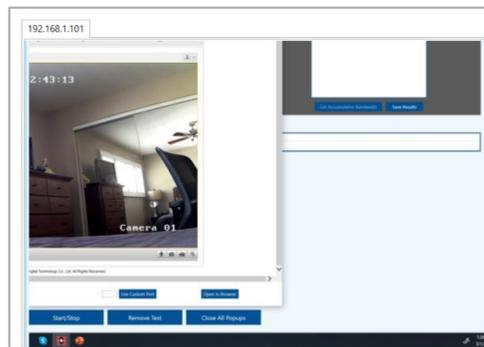 192.168.1.101
2:43:13
Camera 01
Get Accumulative Bandwidth
Save Results
Use Custom Port
Open In Browser
Start/Stop
Remove Text
Close All Popups